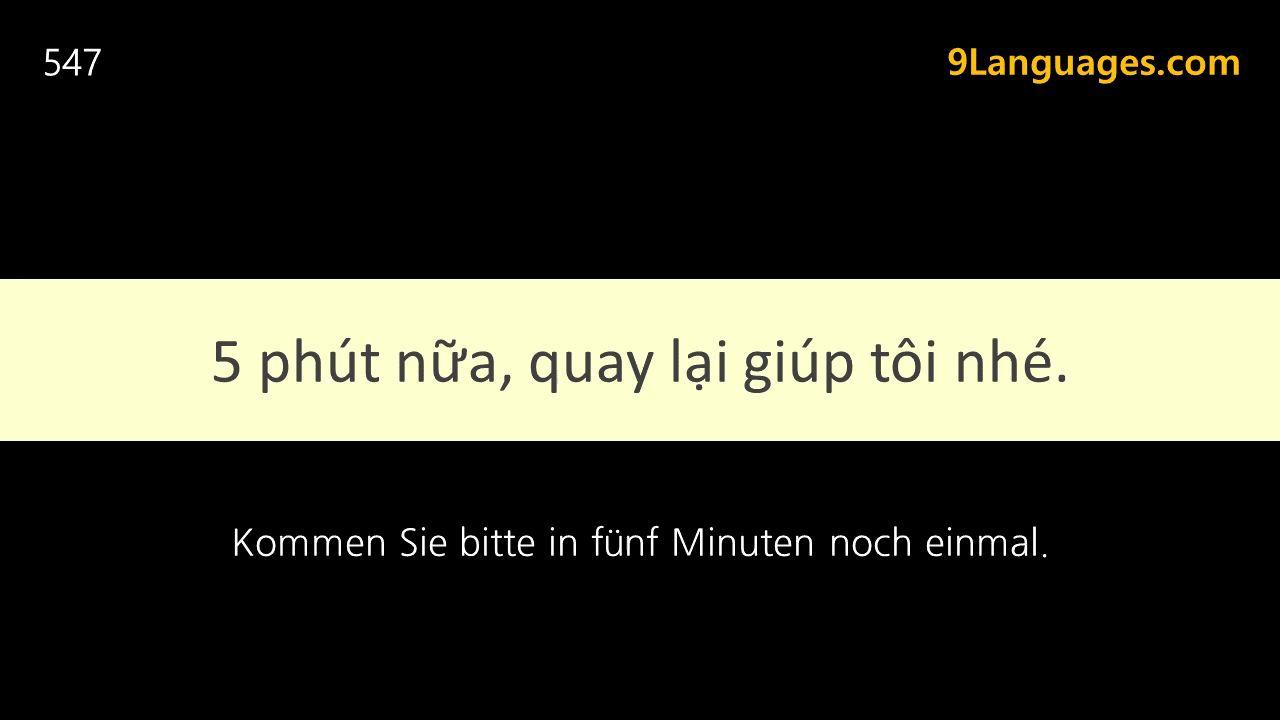 547
9Languages.com
5 phút nữa, quay lại giúp tôi nhé.
Kommen Sie bitte in fünf Minuten noch einmal.